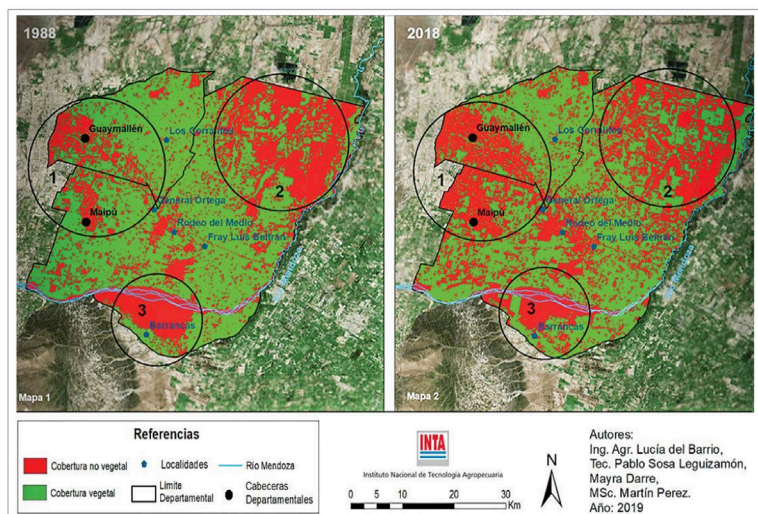 1988
Guaymallén
Los Corralitos
1
2
General Ortega
Maipú
Rodeo del Medio
Fray Luis Beltrán
3
Barrancas
Mapa 1
2018
Guaymallén
Los Corralitos
1
2
General Ortega
Maipú
Rodeo del Medio
Fray Luis Beltrán
3
Barrancas
Mapa 2
Referencias
Cobertura no vegetal
Localidades
Río Mendoza
Cobertura vegetal
Límite
Departamental
Cabeceras
Departamentales
INTA
Instituto Nacional de Tecnología Agropecuaria
0 5 10 20 30
Km
N
Autores:
Ing. Agr. Lucía del Barrio,
Tec. Pablo Sosa Leguizamón,
Mayra Darre,
MSc. Martín Perez.
Año: 2019